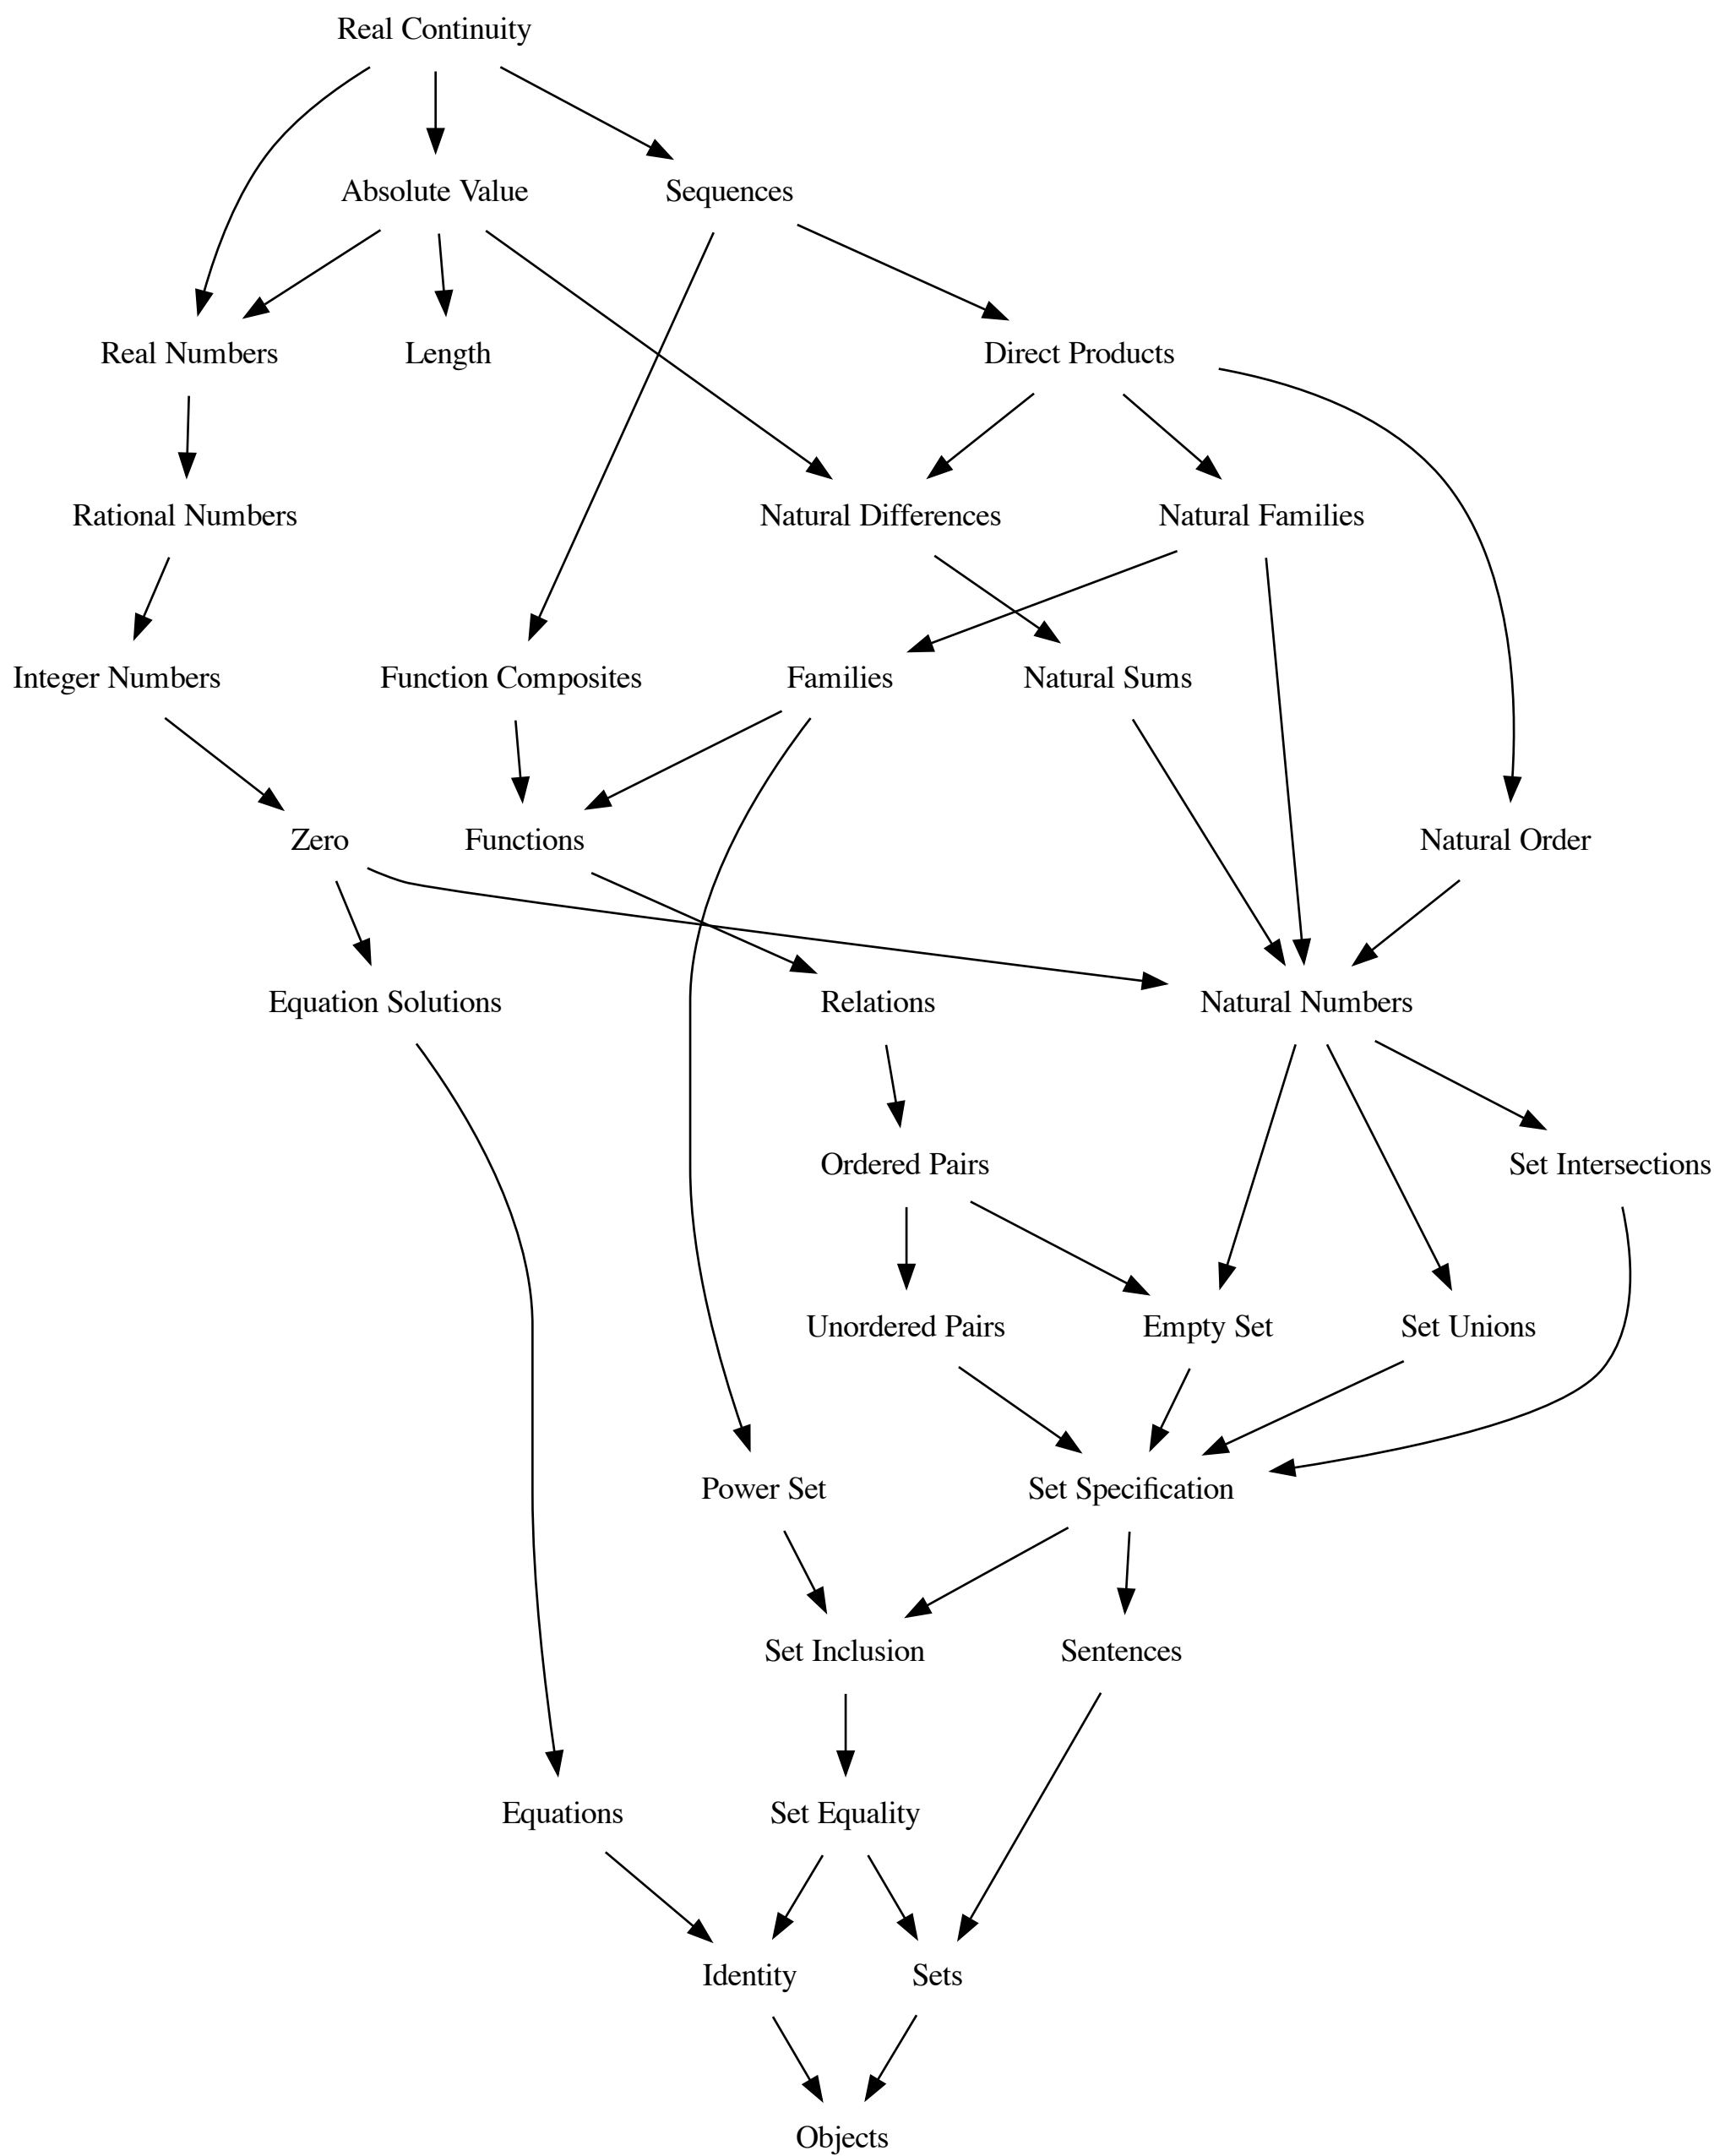 Real Continuity
Absolute Value
Sequences
Real Numbers
Length
Direct Products
Rational Numbers
Natural Differences
Natural Families
Integer Numbers
Function Composites
Families
Natural Sums
Zero
Functions
Natural Order
Equation Solutions
Relations
Natural Numbers
Ordered Pairs
Set Intersections
Unordered Pairs
Empty Set
Set Unions
Power Set
Set Specification
Set Inclusion
Sentences
Equations
Set Equality
Identity
Sets
Objects